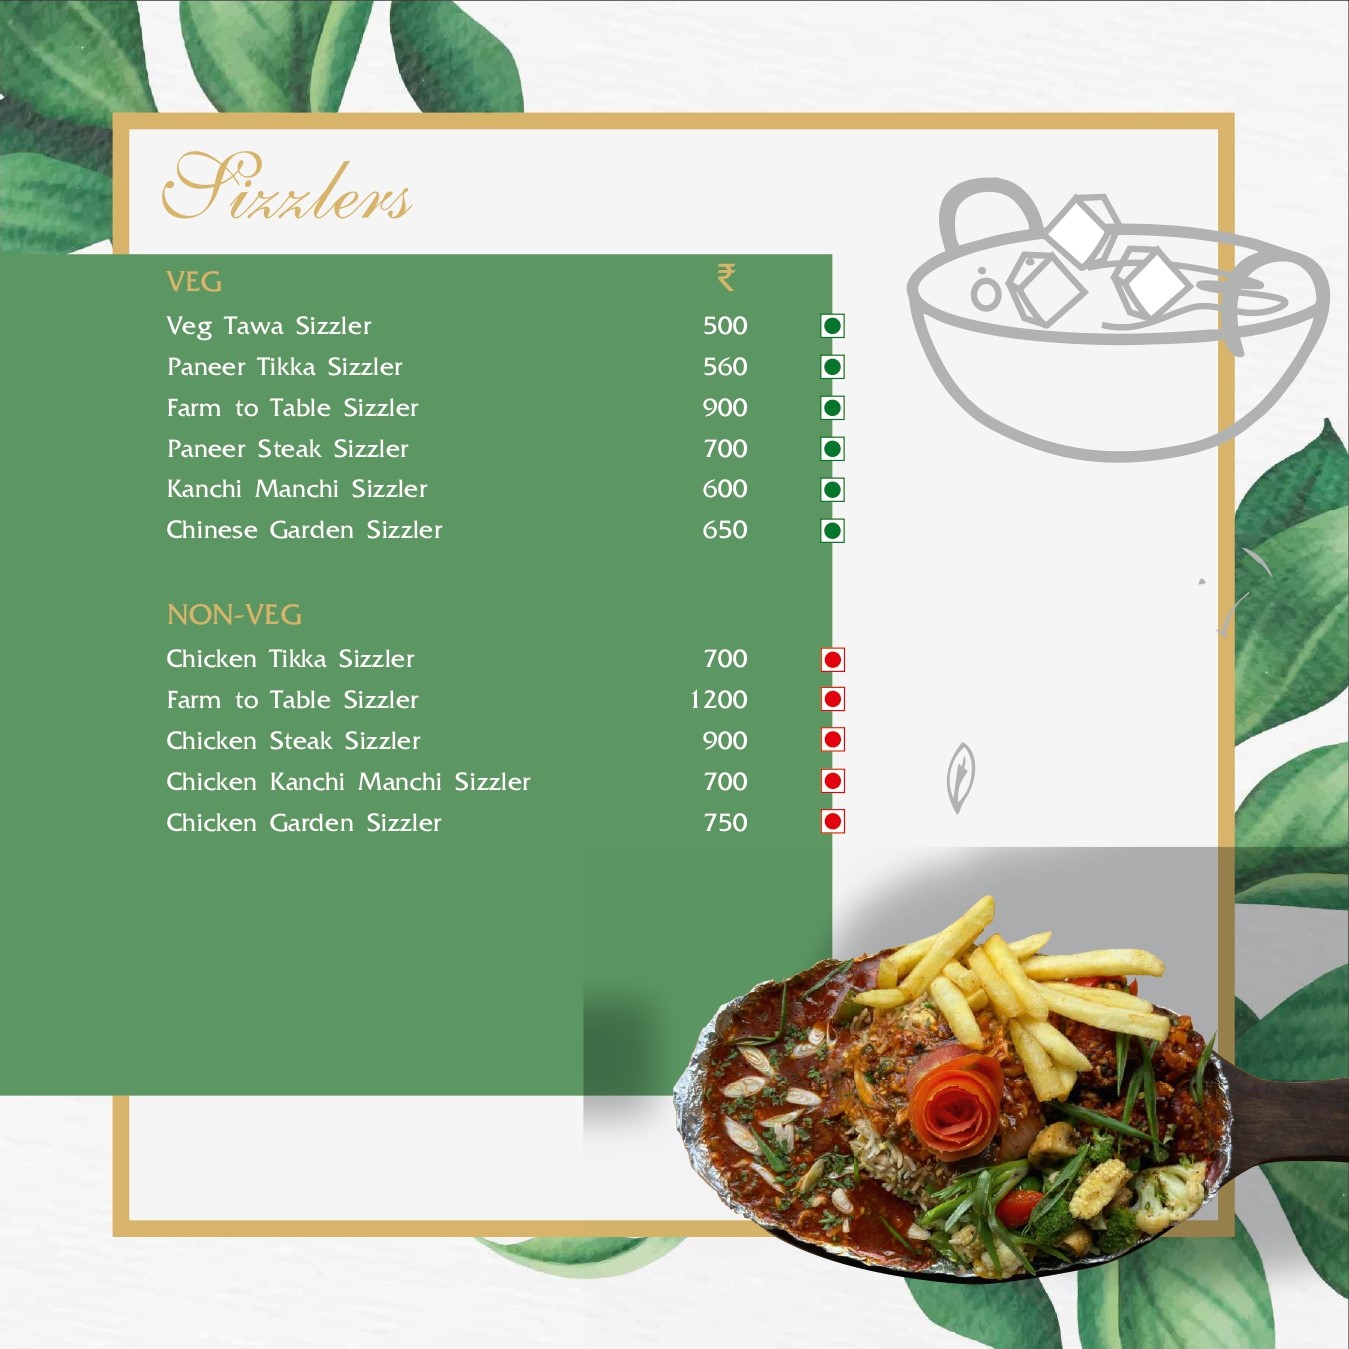 Sizzlers
VEG ₹
Veg Tawa Sizzler 500
Paneer Tikka Sizzler 560
Farm to Table Sizzler 900
Paneer Steak Sizzler 700
Kanchi Manchi Sizzler 600
Chinese Garden Sizzler 650
NON-VEG
Chicken Tikka Sizzler 700
Farm to Table Sizzler 1200
Chicken Steak Sizzler 900
Chicken Kanchi Manchi Sizzler 700
Chicken Garden Sizzler 750